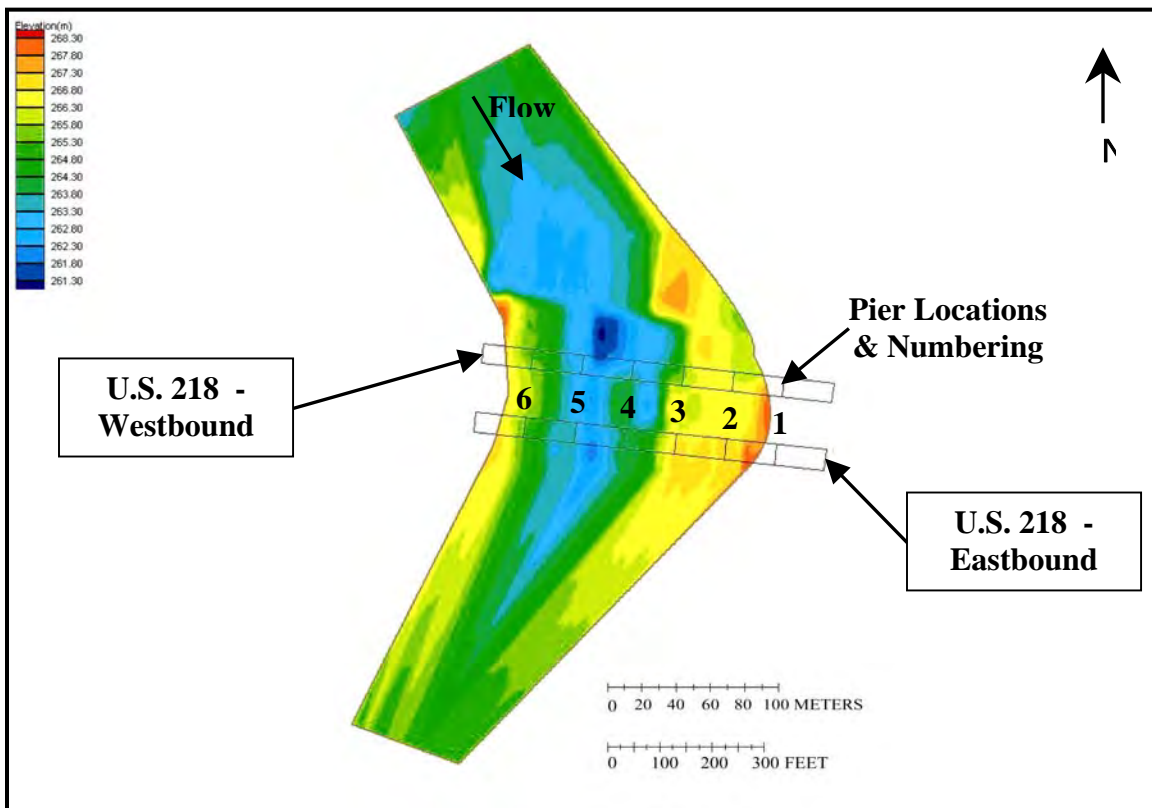 Elevation(m)
268.30
267.80
267.30
266.80
266.30
265.80
265.30
264.80
264.30
263.80
263.30
262.80
262.30
261.80
261.30
Flow
N
Pier Locations
& Numbering
U.S. 218 -
Westbound
6 5 4 3 2 1
U.S. 218 -
Eastbound
0 20 40 60 80 100 METERS
0 100 200 300 FEET